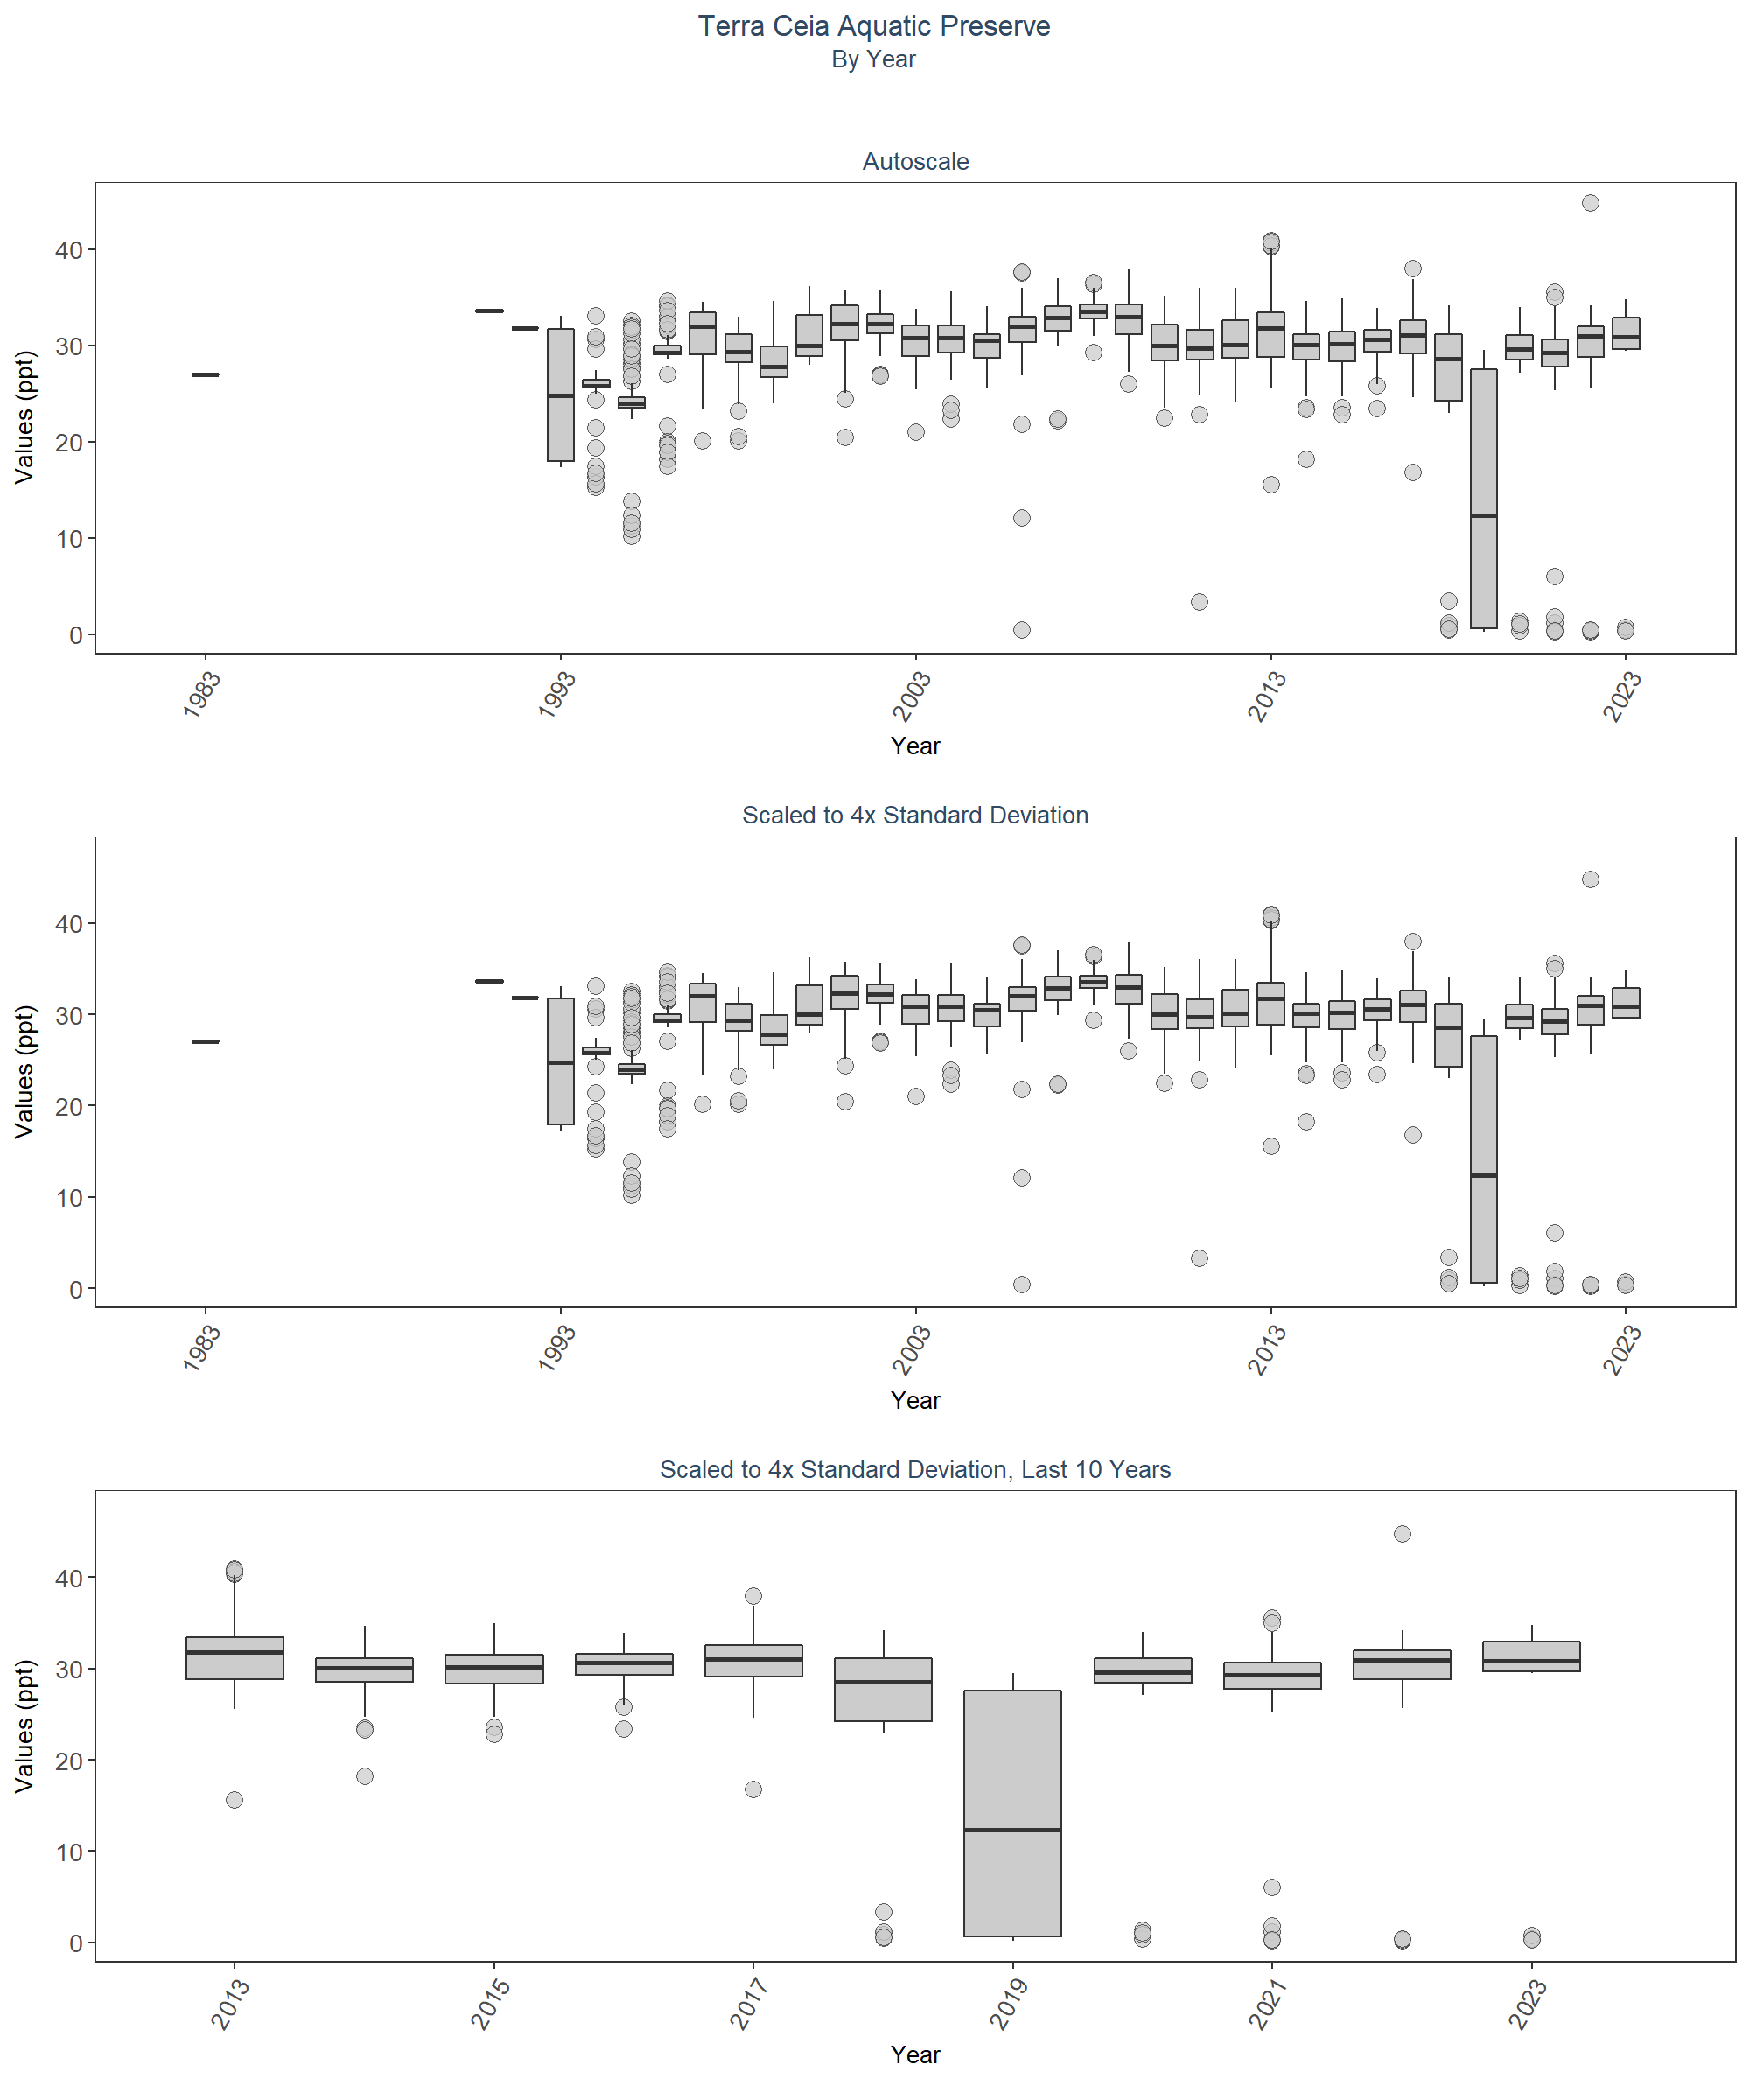 Terra Ceia Aquatic Preserve
By Year
Autoscale
Values (ppt)
40
30
20
10
0
1983
1993
2003
2013
2023
Year
Scaled to 4x Standard Deviation
Values (ppt)
40
30
20
10
0
1983
1993
2003
2013
2023
Year
Scaled to 4x Standard Deviation, Last 10 Years
Values (ppt)
40
30
20
10
0
2013
2015
2017
2019
2021
2023
Year